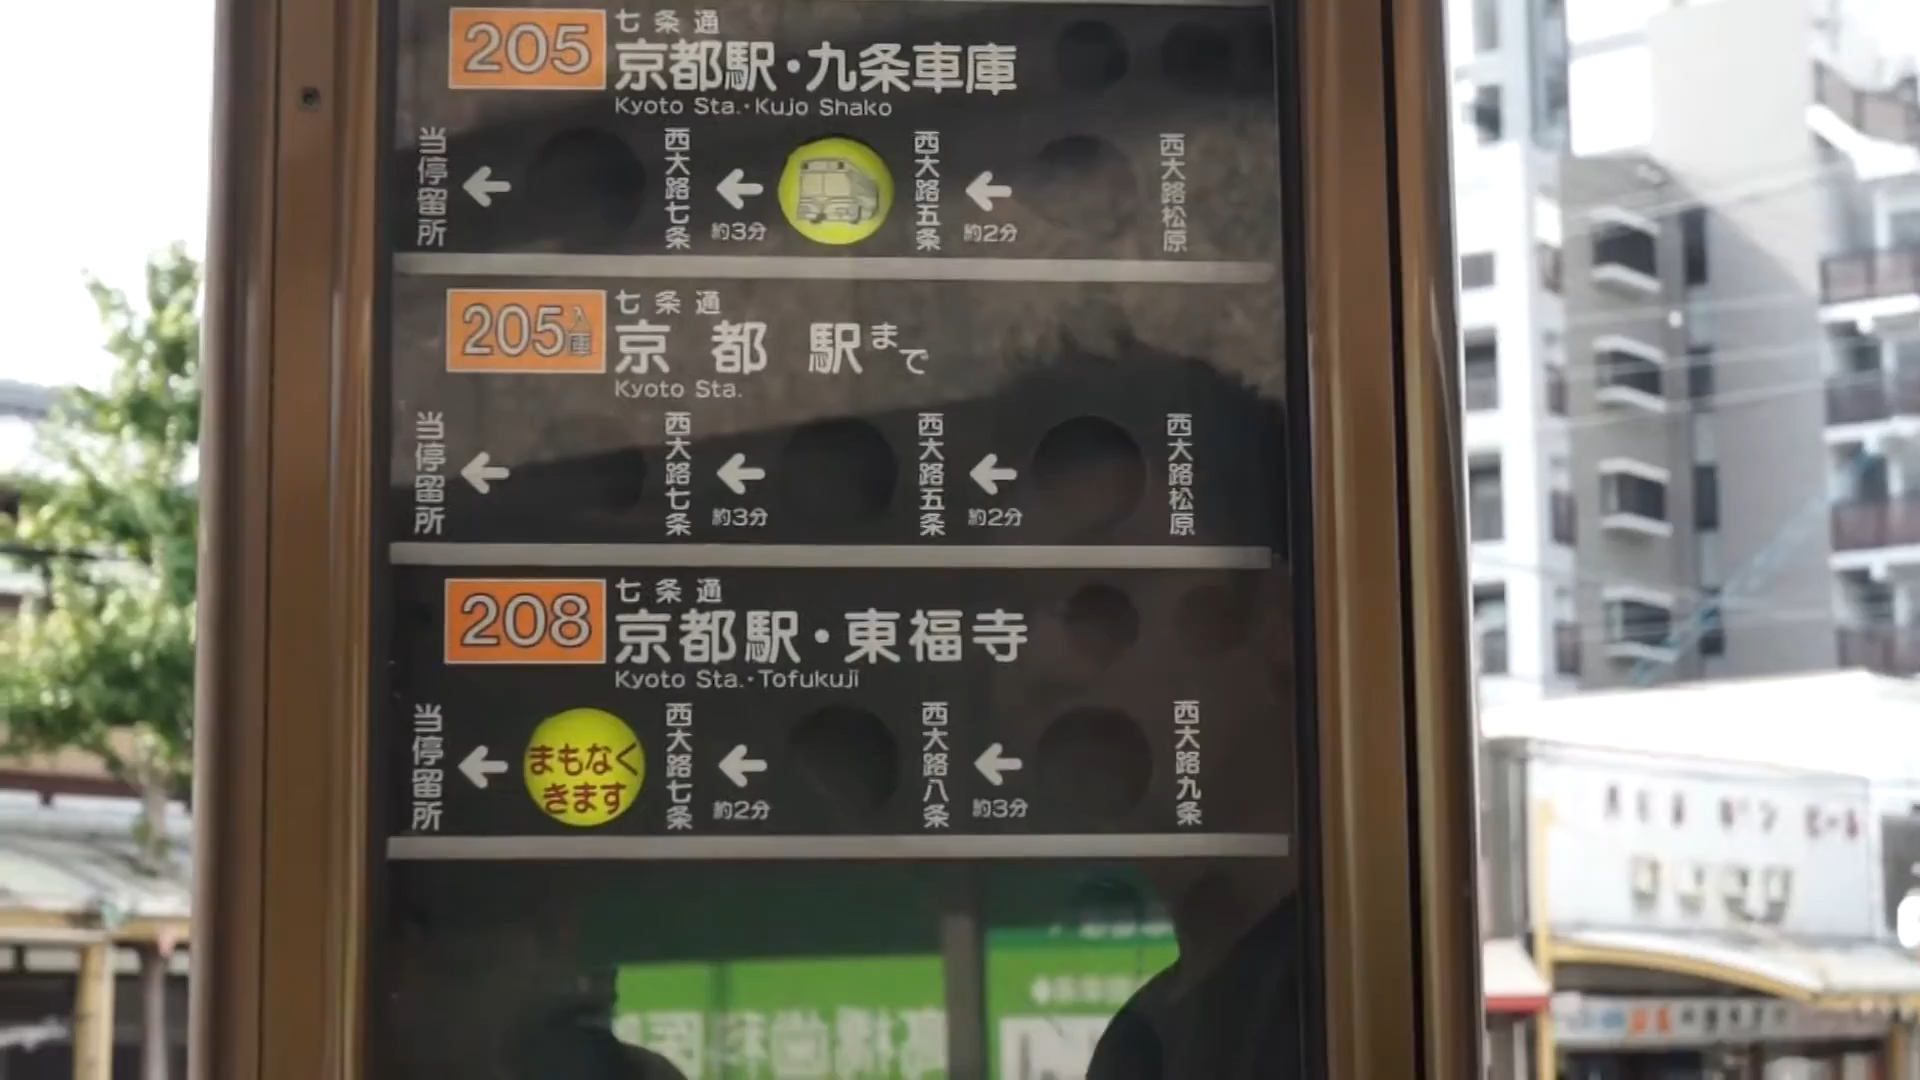 205 七条通
京都駅・九条車庫
Kyoto Sta.・Kujo Shako
当停留所 西大路七条 約3分 西大路五条 約2分 西大路松原
205入庫 七条通
京都駅まで
Kyoto Sta.
当停留所 西大路七条 約3分 西大路五条 約2分 西大路松原
208 七条通
京都駅・東福寺
Kyoto Sta.・Tofukuji
当停留所 まもなくきます 西大路七条 約2分 西大路八条 約3分 西大路九条